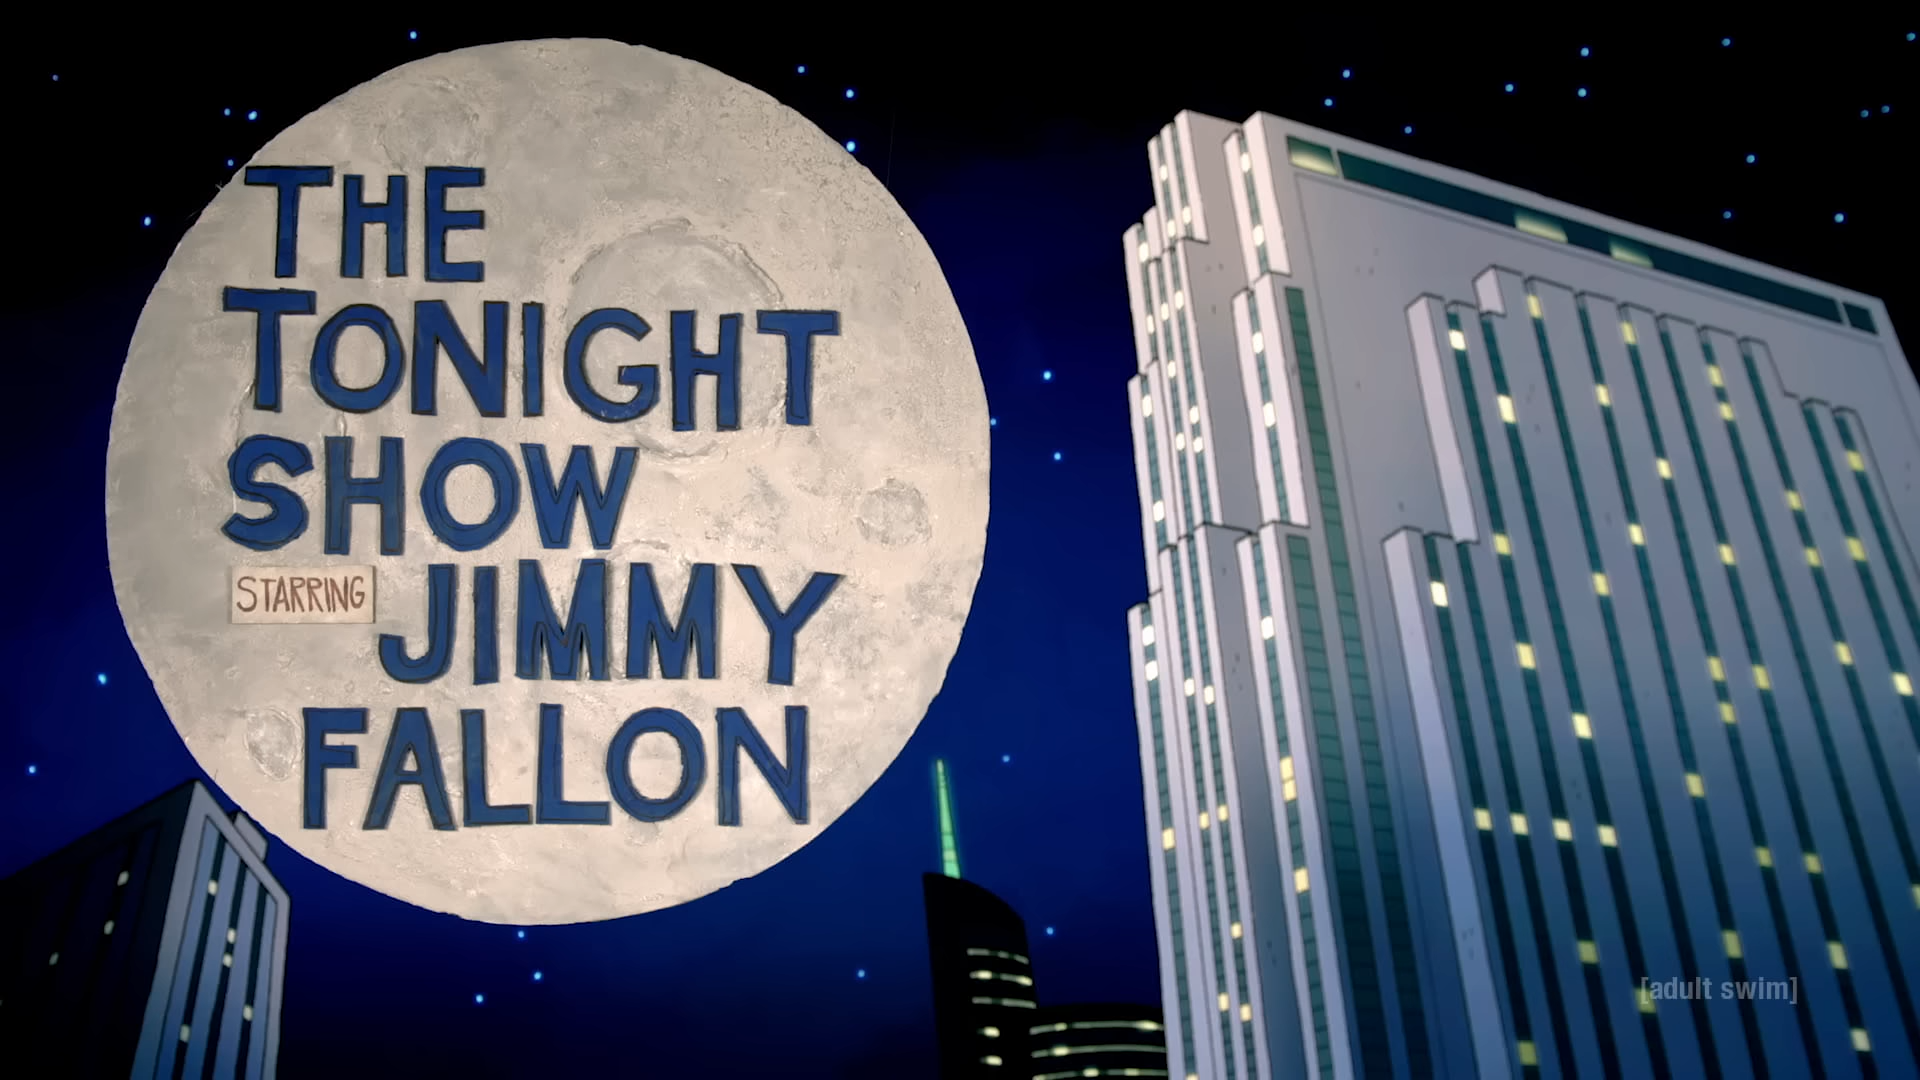 THE
TONIGHT
SHOW
STARRING JIMMY
FALLON
[adult swim]